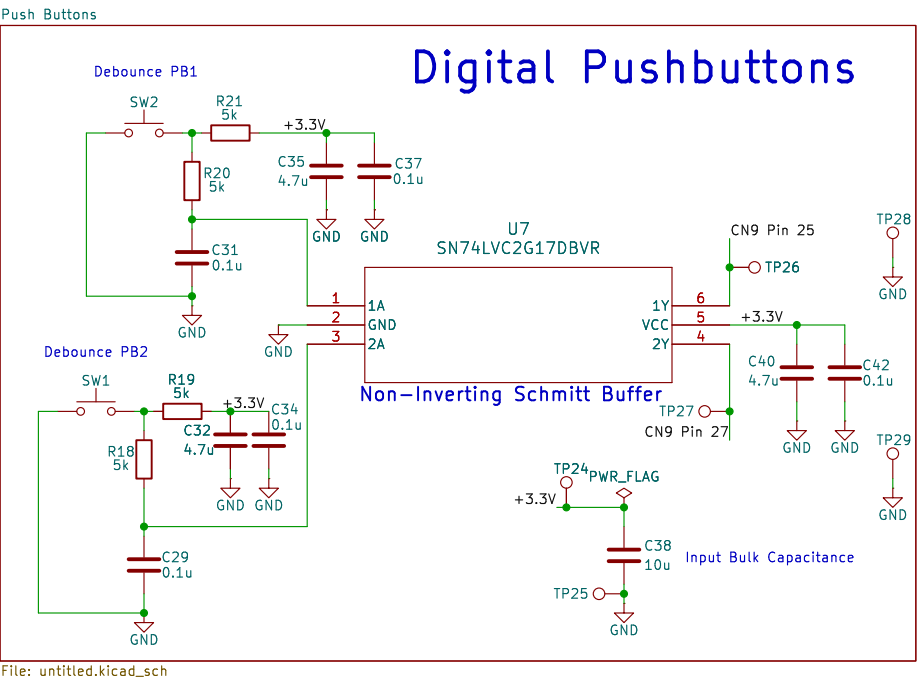 Push Buttons
Digital Pushbuttons
Debounce PB1
SW2
R21
5k
+3.3V
R20
5k
C35
4.7u
C37
0.1u
GND
GND
C31
0.1u
GND
U7
SN74LVC2G17DBVR
1
1A
2
GND
3
2A
GND
1Y
6
VCC
5
2Y
4
Non-Inverting Schmitt Buffer
CN9 Pin 25
TP26
+3.3V
C40
4.7u
C42
0.1u
GND
GND
TP27
CN9 Pin 27
TP28
GND
TP29
GND
Debounce PB2
SW1
R19
5k
+3.3V
R18
5k
C32
4.7u
C34
0.1u
GND
GND
C29
0.1u
GND
TP24
PWR_FLAG
+3.3V
C38
10u
Input Bulk Capacitance
TP25
GND
File: untitled.kicad_sch